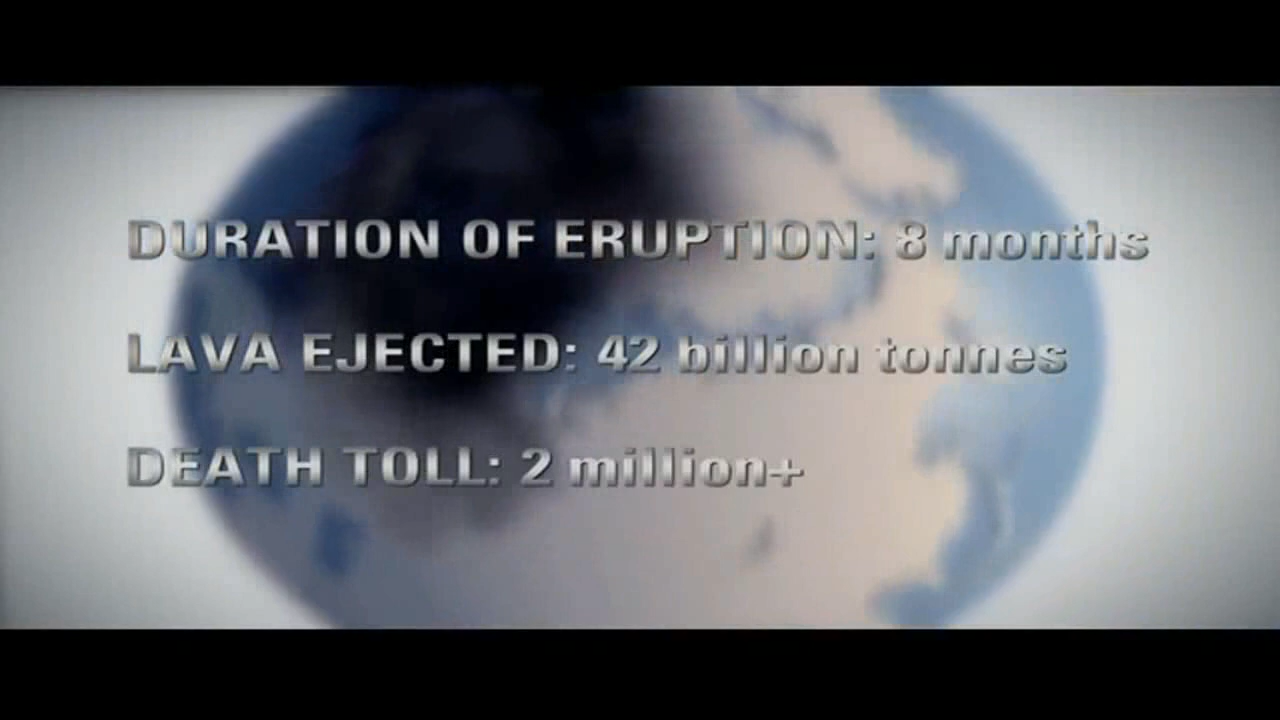 DURATION OF ERUPTION: 8 months
LAVA EJECTED: 42 billion tonnes
DEATH TOLL: 2 million+